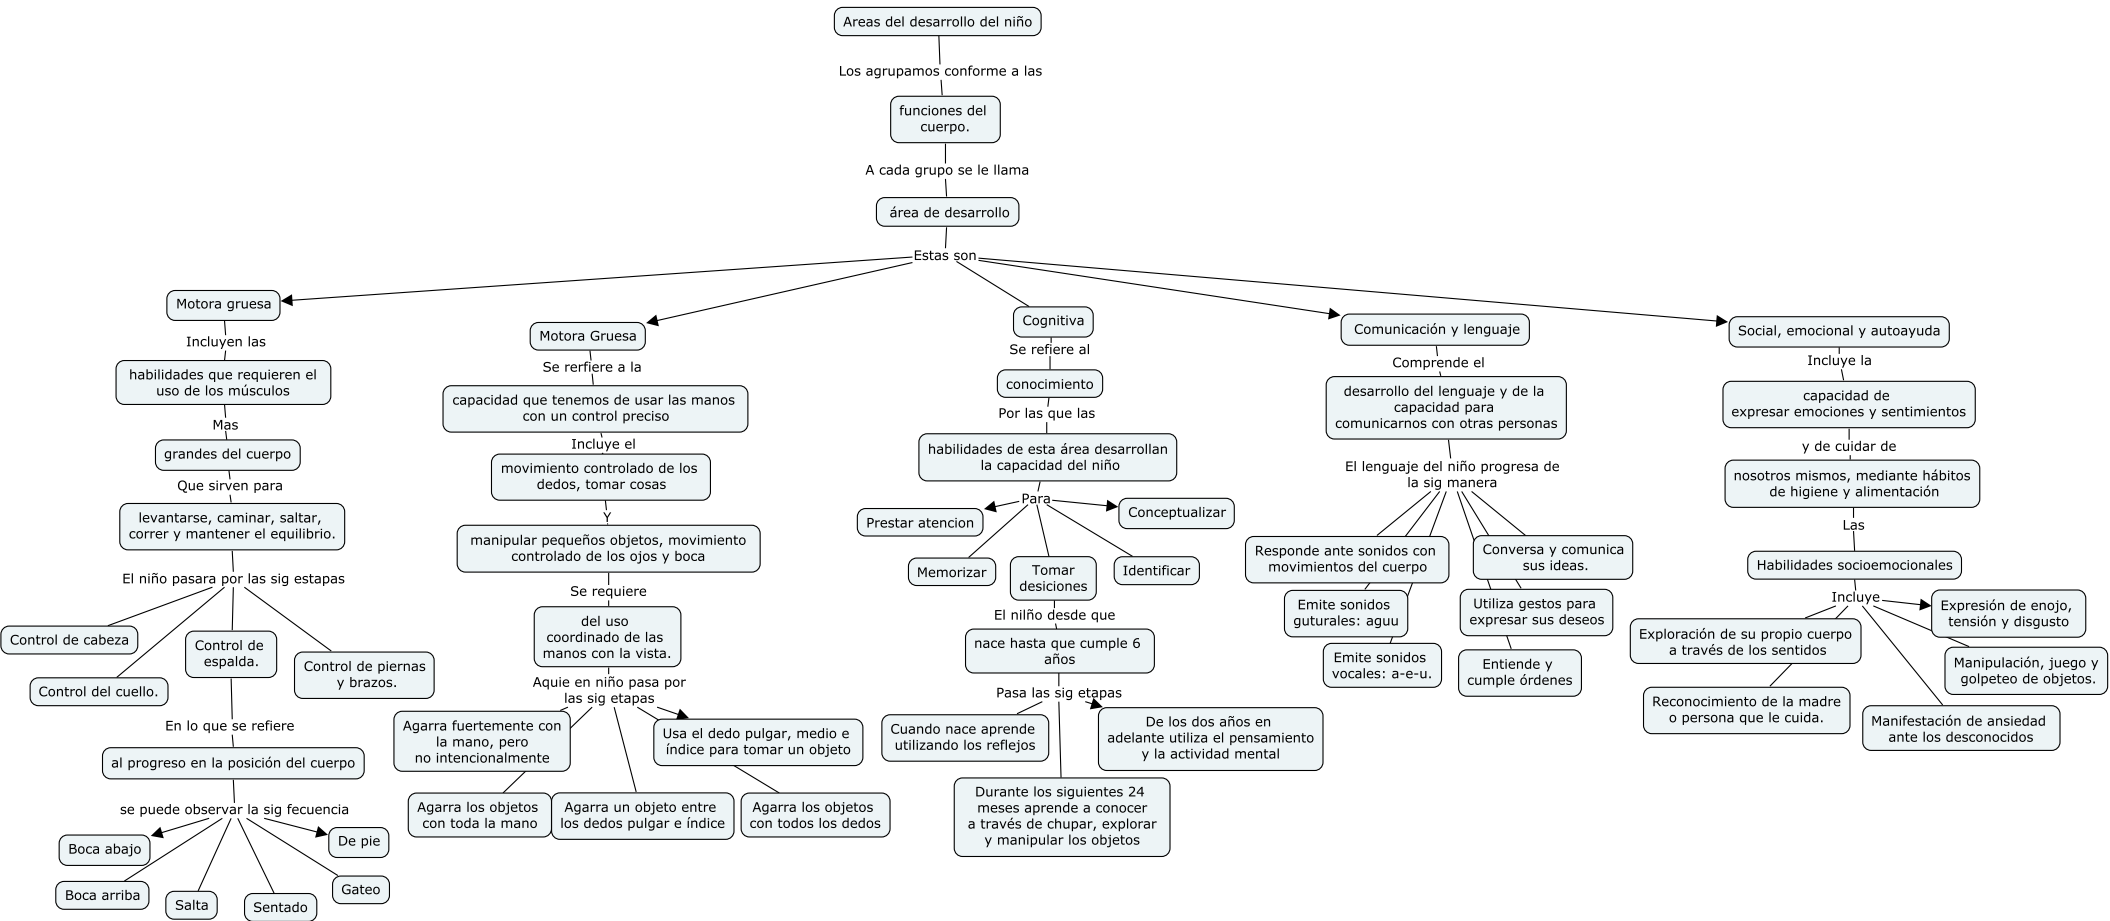 Areas del desarrollo del niño
Los agrupamos conforme a las
funciones del
cuerpo.
A cada grupo se le llama
área de desarrollo
Estas son
Motora gruesa
Incluyen las
habilidades que requieren el
uso de los músculos
Mas
grandes del cuerpo
Que sirven para
levantarse, caminar, saltar,
correr y mantener el equilibrio.
El niño pasara por las sig estapas
Control de cabeza
Control del cuello.
Control de
espalda.
Control de piernas
y brazos.
En lo que se refiere
al progreso en la posición del cuerpo
se puede observar la sig fecuencia
Boca abajo
Boca arriba
Salta
Sentado
Gateo
De pie
Motora Gruesa
Se rerfiere a la
capacidad que tenemos de usar las manos
con un control preciso
Incluye el
movimiento controlado de los
dedos, tomar cosas
Y
manipular pequeños objetos, movimiento
controlado de los ojos y boca
Se requiere
del uso
coordinado de las
manos con la vista.
Aquie en niño pasa por
las sig etapas
Agarra fuertemente con
la mano, pero
no intencionalmente
Usa el dedo pulgar, medio e
índice para tomar un objeto
Agarra los objetos
con toda la mano
Agarra un objeto entre
los dedos pulgar e índice
Agarra los objetos
con todos los dedos
Cognitiva
Se refiere al
conocimiento
Por las que las
habilidades de esta área desarrollan
la capacidad del niño
Para
Prestar atencion
Conceptualizar
Memorizar
Tomar
desiciones
Identificar
El nilño desde que
nace hasta que cumple 6
años
Pasa las sig etapas
Cuando nace aprende
utilizando los reflejos
De los dos años en
adelante utiliza el pensamiento
y la actividad mental
Durante los siguientes 24
meses aprende a conocer
a través de chupar, explorar
y manipular los objetos
Comunicación y lenguaje
Comprende el
desarrollo del lenguaje y de la
capacidad para
comunicarnos con otras personas
El lenguaje del niño progresa de
la sig manera
Responde ante sonidos con
movimientos del cuerpo
Conversa y comunica
sus ideas.
Emite sonidos
guturales: aguu
Utiliza gestos para
expresar sus deseos
Emite sonidos
vocales: a-e-u.
Entiende y
cumple órdenes
Social, emocional y autoayuda
Incluye la
capacidad de
expresar emociones y sentimientos
y de cuidar de
nosotros mismos, mediante hábitos
de higiene y alimentación
Las
Habilidades socioemocionales
Incluye
Expresión de enojo,
tensión y disgusto
Exploración de su propio cuerpo
a través de los sentidos
Manipulación, juego y
golpeteo de objetos.
Reconocimiento de la madre
o persona que le cuida.
Manifestación de ansiedad
ante los desconocidos